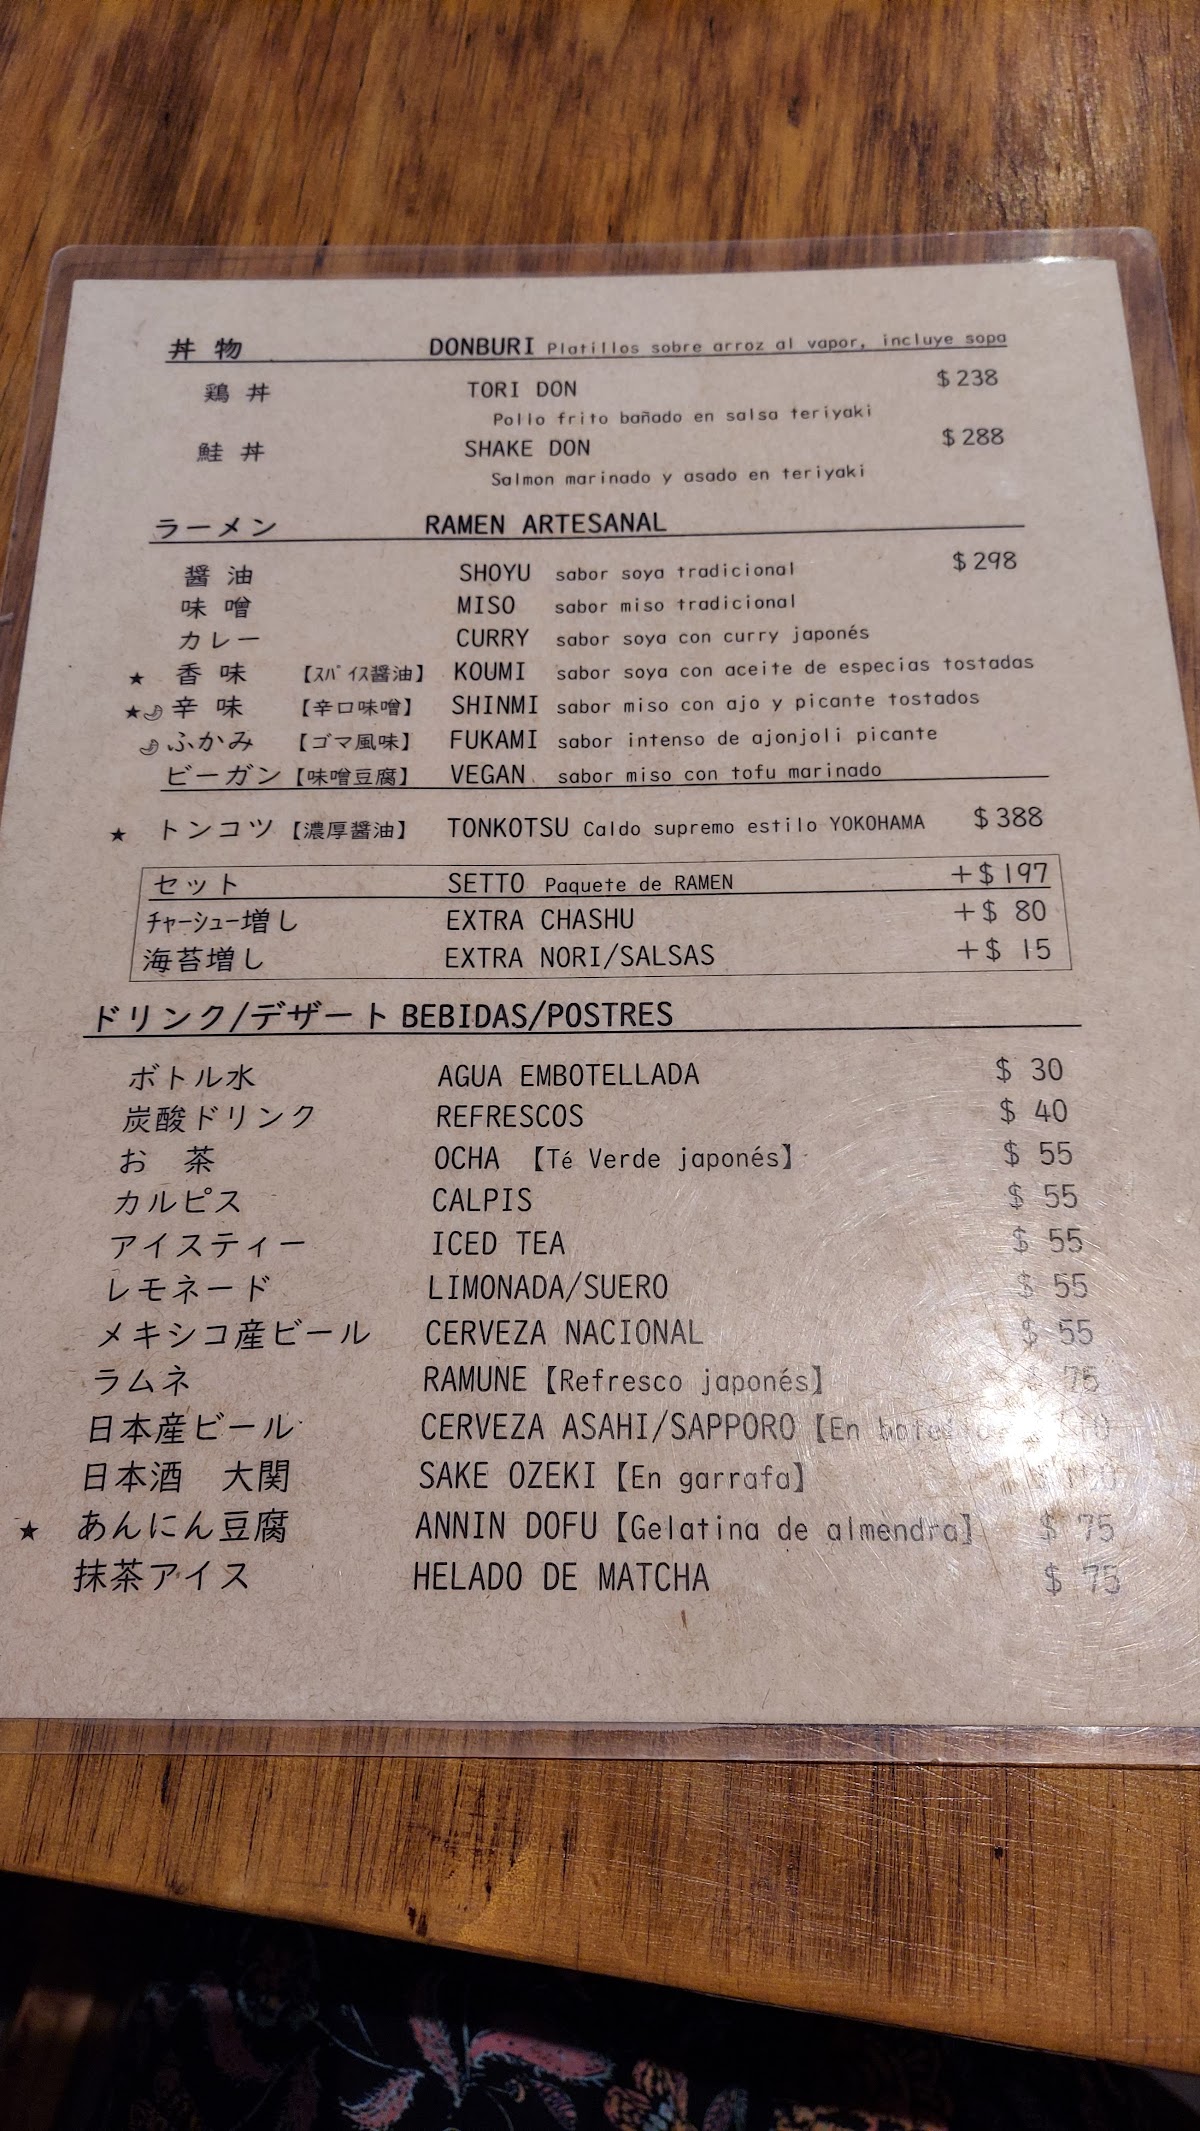 丼 物 DONBURI Platillos sobre arroz al vapor, incluye sopa
鶏 丼 TORI DON $238
Pollo frito bañado en salsa teriyaki
鮭 丼 SHAKE DON $288
Salmon marinado y asado en teriyaki
ラーメン RAMEN ARTESANAL
醤 油 SHOYU sabor soya tradicional $298
味 噌 MISO sabor miso tradicional
カレー CURRY sabor soya con curry japonés
★ 香 味 【スパイス醤油】 KOUMI sabor soya con aceite de especias tostadas
★ 辛 味 【辛口味噌】 SHINMI sabor miso con ajo y picante tostados
ふかみ 【ゴマ風味】 FUKAMI sabor intenso de ajonjoli picante
ビーガン 【味噌豆腐】 VEGAN sabor miso con tofu marinado
★ トンコツ 【濃厚醤油】 TONKOTSU Caldo supremo estilo YOKOHAMA $388
セット SETTO Paquete de RAMEN +$197
チャーシュー増し EXTRA CHASHU +$ 80
海苔増し EXTRA NORI/SALSAS +$ 15
ドリンク/デザート BEBIDAS/POSTRES
ボトル水 AGUA EMBOTELLADA $ 30
炭酸ドリンク REFRESCOS $ 40
お 茶 OCHA 【Té Verde japonés】 $ 55
カルピス CALPIS $ 55
アイスティー ICED TEA $ 55
レモネード LIMONADA/SUERO $ 55
メキシコ産ビール CERVEZA NACIONAL $ 55
ラムネ RAMUNE 【Refresco japonés】 75
日本産ビール CERVEZA ASAHI/SAPPORO 【En
日本酒 大関 SAKE OZEKI 【En garrafa】
★ あんにん豆腐 ANNIN DOFU 【Gelatina de almendra】 $ 75
抹茶アイス HELADO DE MATCHA $ 75